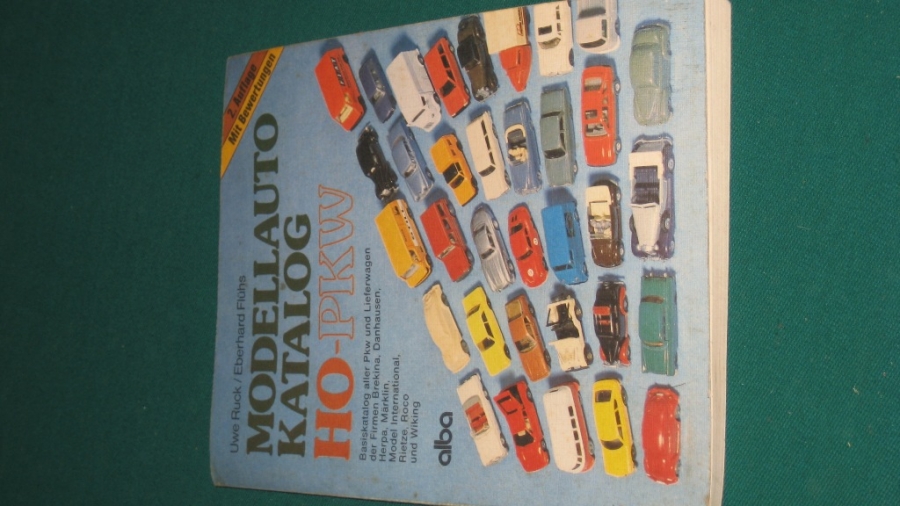 2. Auflage
Mit Bewertungen
Uwe Ruck / Eberhard Flühs
MODELLAUTO
KATALOG
HO-PKW
Basiskatalog aller Pkw und Lieferwagen
der Firmen Brekina, Danhausen,
Herpa, Märklin,
Model International,
Rietze, Roco
und Wiking
alba